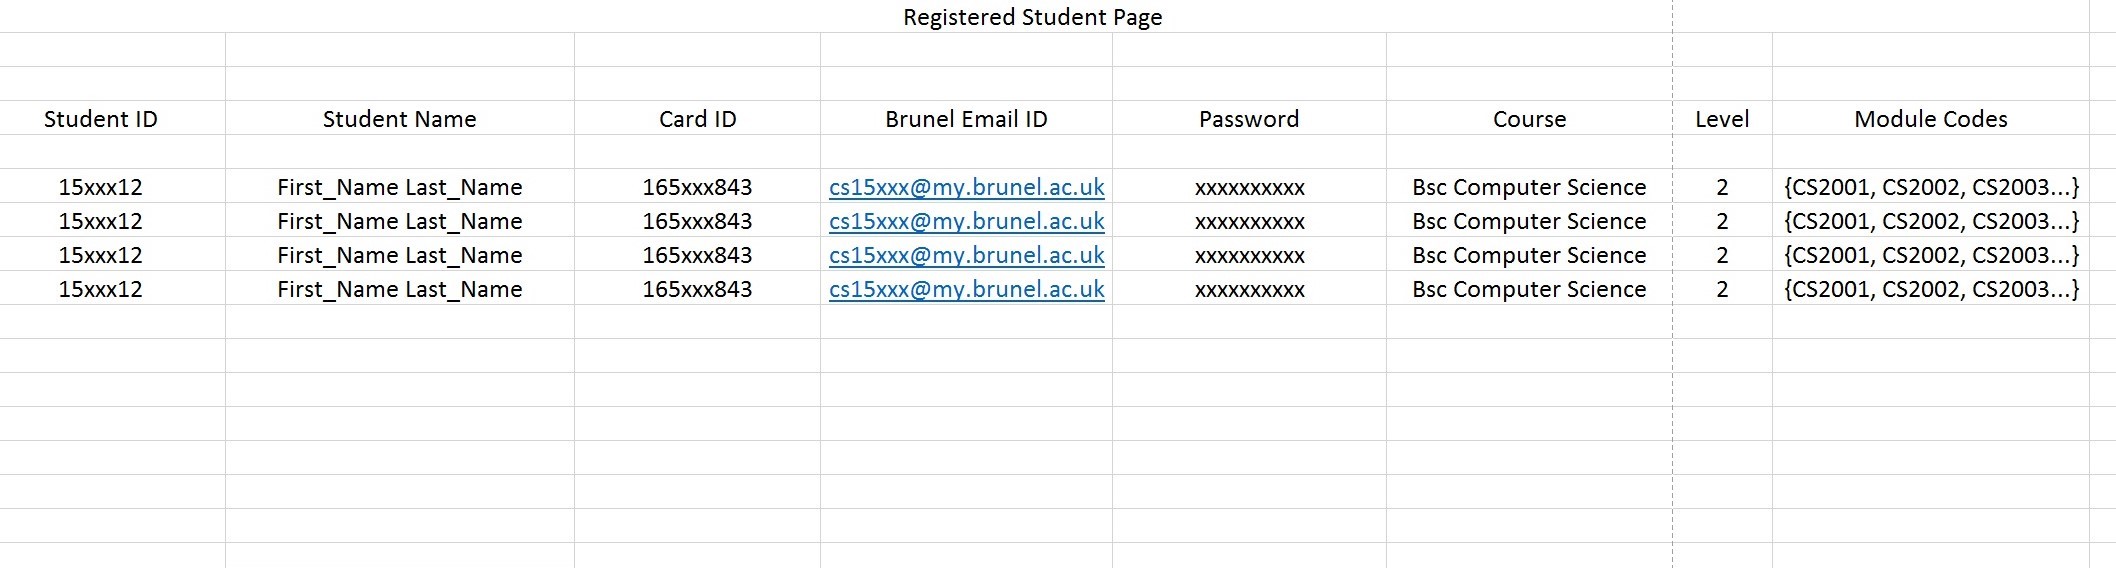 Registered Student Page
Student ID Student Name Card ID Brunel Email ID Password Course Level Module Codes
15xxx12 First_Name Last_Name 165xxx843 cs15xxx@my.brunel.ac.uk xxxxxxxxxx Bsc Computer Science 2 {CS2001, CS2002, CS2003...}
15xxx12 First_Name Last_Name 165xxx843 cs15xxx@my.brunel.ac.uk xxxxxxxxxx Bsc Computer Science 2 {CS2001, CS2002, CS2003...}
15xxx12 First_Name Last_Name 165xxx843 cs15xxx@my.brunel.ac.uk xxxxxxxxxx Bsc Computer Science 2 {CS2001, CS2002, CS2003...}
15xxx12 First_Name Last_Name 165xxx843 cs15xxx@my.brunel.ac.uk xxxxxxxxxx Bsc Computer Science 2 {CS2001, CS2002, CS2003...}